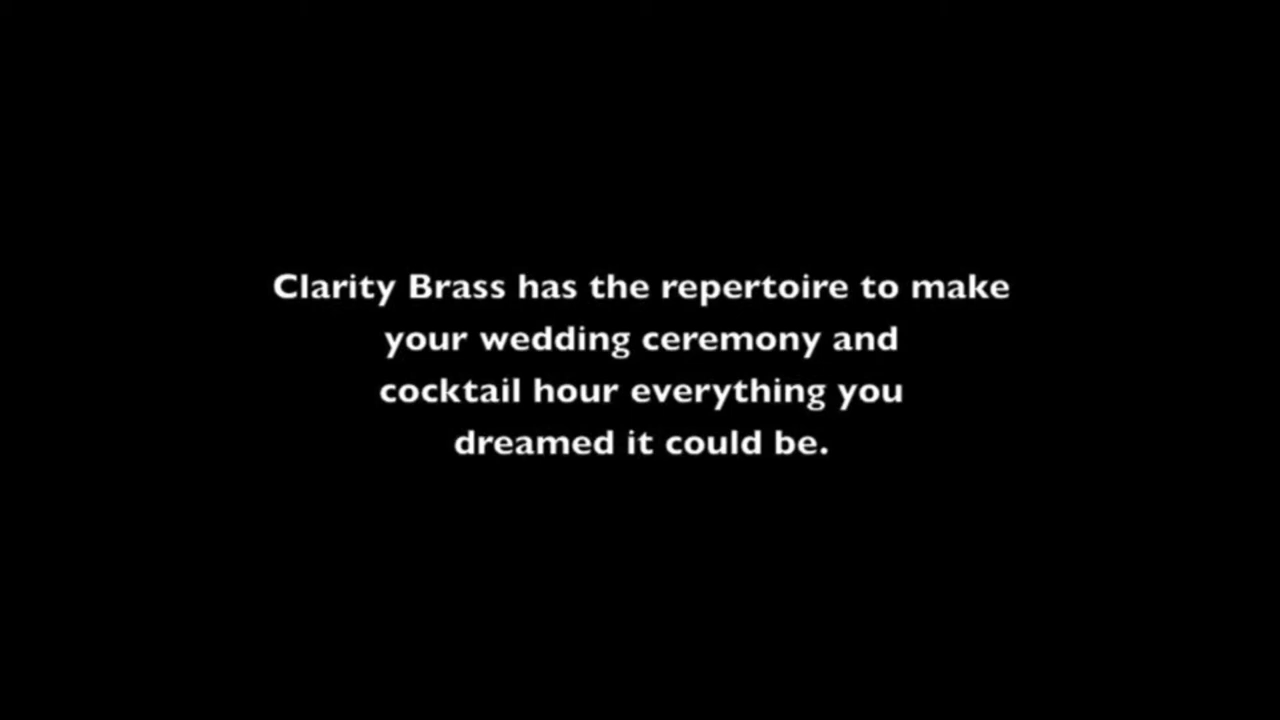 Clarity Brass has the repertoire to make
your wedding ceremony and
cocktail hour everything you
dreamed it could be.